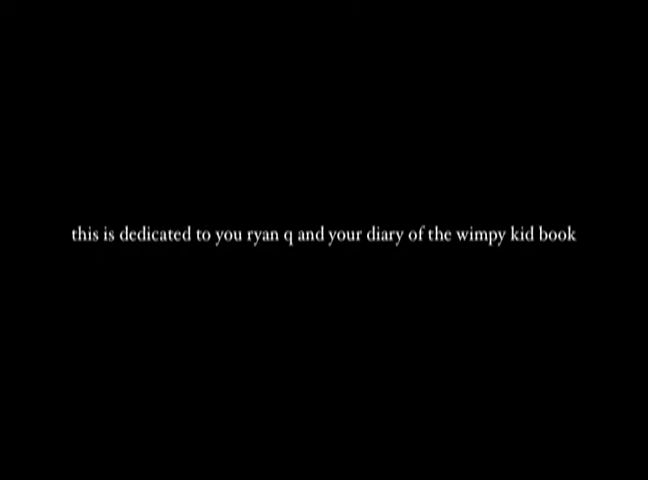 this is dedicated to you ryan q and your diary of the wimpy kid book